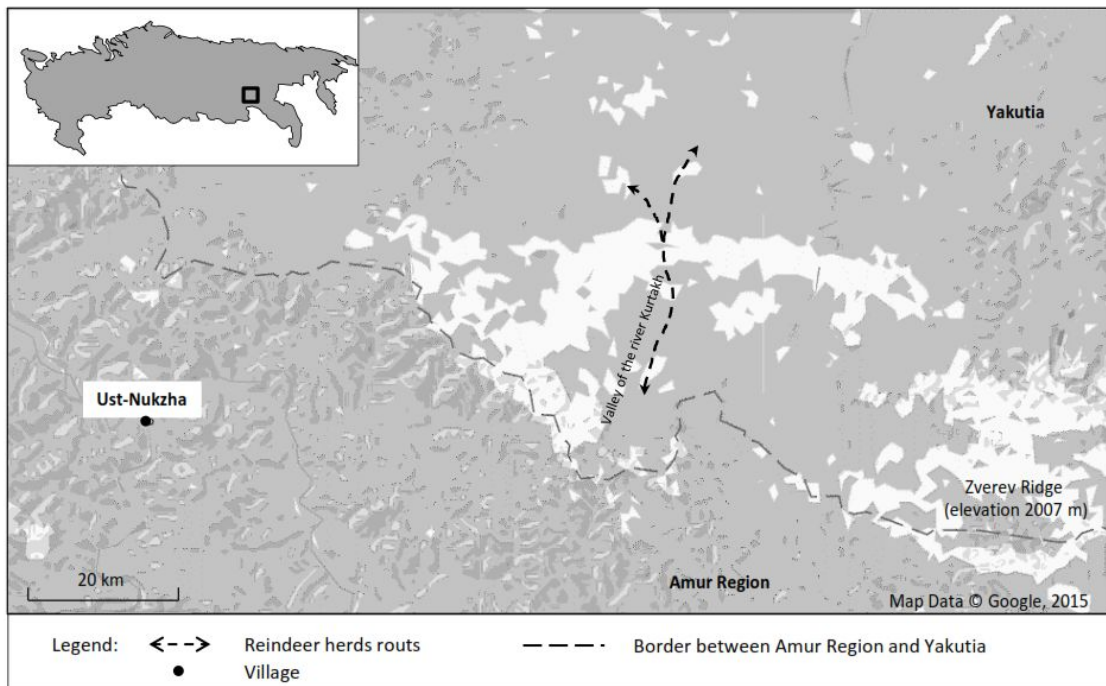 Yakutia
Valley of the river Kurtakh
Ust-Nukzha
Zverev Ridge
(elevation 2007 m)
20 km
Amur Region
Map Data © Google, 2015
Legend:
Reindeer herds routs
Border between Amur Region and Yakutia
Village